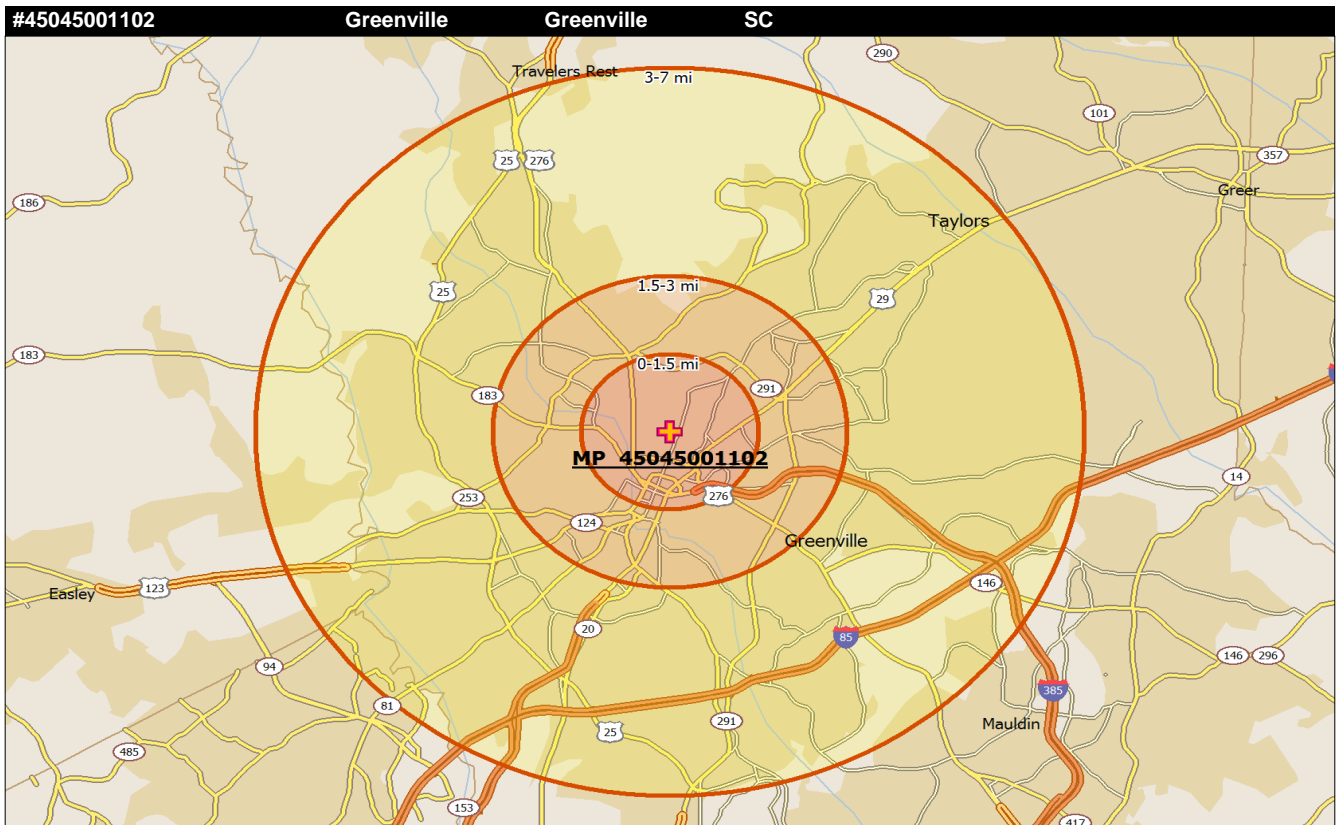 #45045001102 Greenville Greenville SC
290
Travelers Rest
3-7 mi
101
357
25 276
Greer
186
Taylors
1.5-3 mi
25
29
183
0-1.5 mi
291
183
MP 45045001102
14
253
276
124
Greenville
146
123
Easley
20
85
146 296
94
385
81
291
Mauldin
25
485
153
417